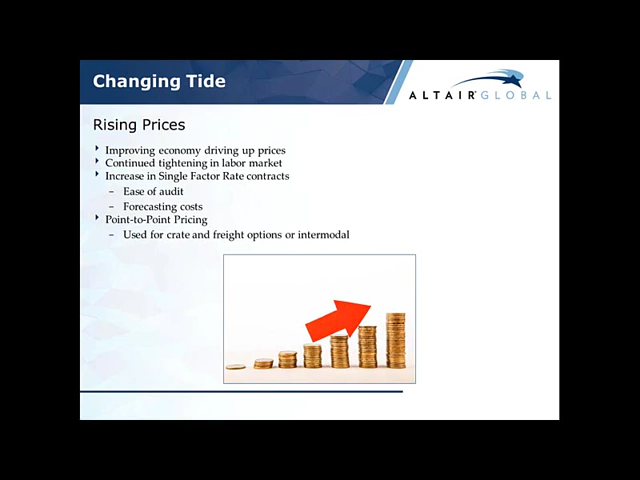 Changing Tide
ALTAIR GLOBAL
Rising Prices
Improving economy driving up prices
Continued tightening in labor market
Increase in Single Factor Rate contracts
– Ease of audit
– Forecasting costs
Point-to-Point Pricing
– Used for crate and freight options or intermodal